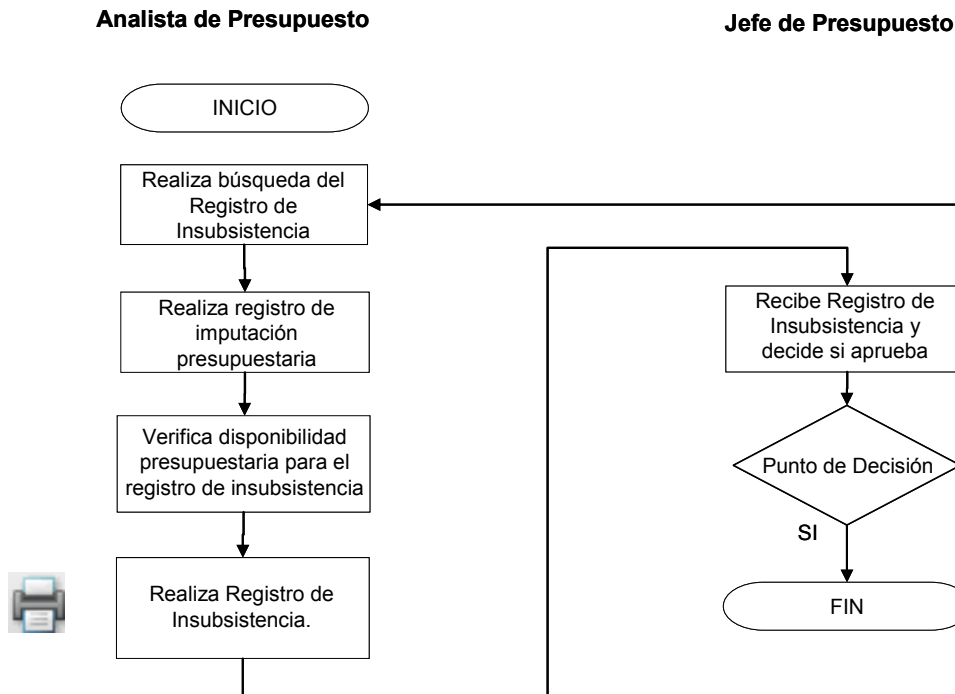 Analista de Presupuesto
Jefe de Presupuesto
INICIO
Realiza búsqueda del
Registro de
Insubsistencia
Realiza registro de
imputación
presupuestaria
Verifica disponibilidad
presupuestaria para el
registro de insubsistencia
Realiza Registro de
Insubsistencia.
Recibe Registro de
Insubsistencia y
decide si aprueba
Punto de Decisión
SI
FIN